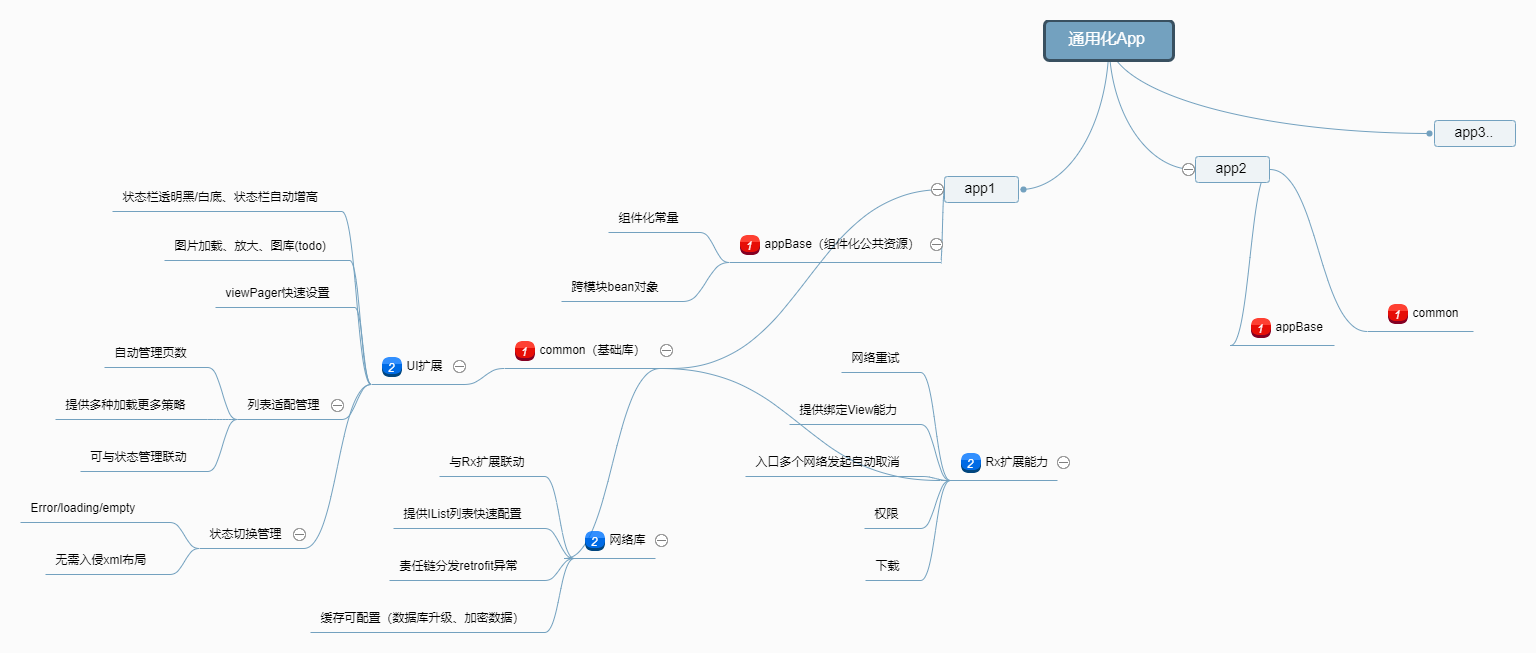 通用化App
app3..
app2
app1
状态栏透明黑/白底、状态栏自动增高
组件化常量
图片加载、放大、图库(todo)
1 appBase（组件化公共资源）
跨模块bean对象
viewPager快速设置
1 common
1 appBase
自动管理页数
2 UI扩展
1 common（基础库）
网络重试
提供多种加载更多策略
列表适配管理
提供绑定View能力
可与状态管理联动
与Rx扩展联动
入口多个网络发起自动取消
2 Rx扩展能力
Error/loading/empty
提供IList列表快速配置
权限
状态切换管理
2 网络库
无需入侵xml布局
责任链分发retrofit异常
下载
缓存可配置（数据库升级、加密数据）